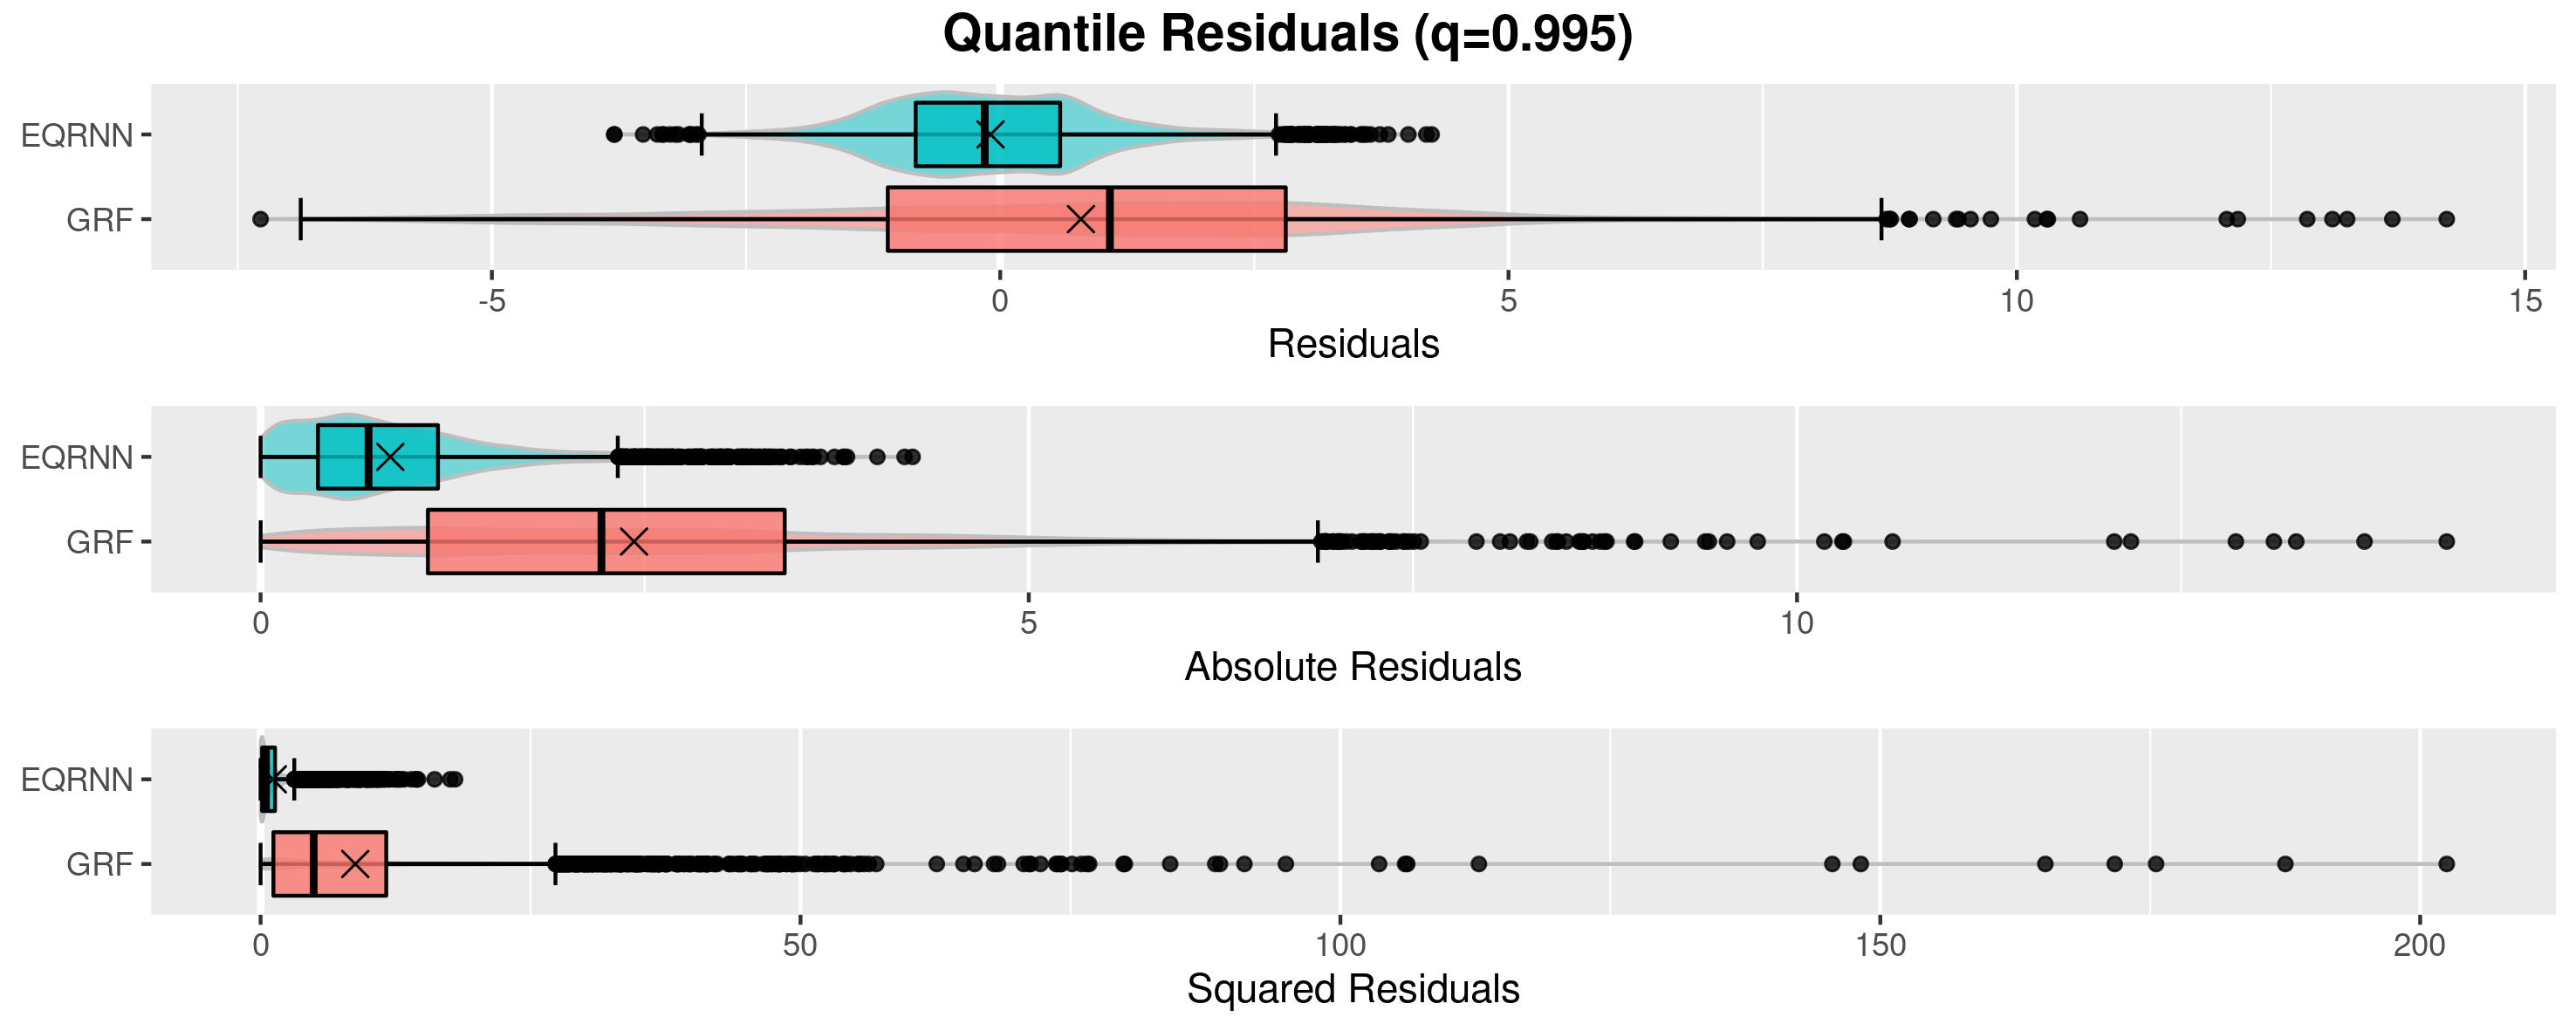 Quantile Residuals (q=0.995)
EQRNN
GRF
-5 0 5 10 15
Residuals
EQRNN
GRF
0 5 10
Absolute Residuals
EQRNN
GRF
0 50 100 150 200
Squared Residuals